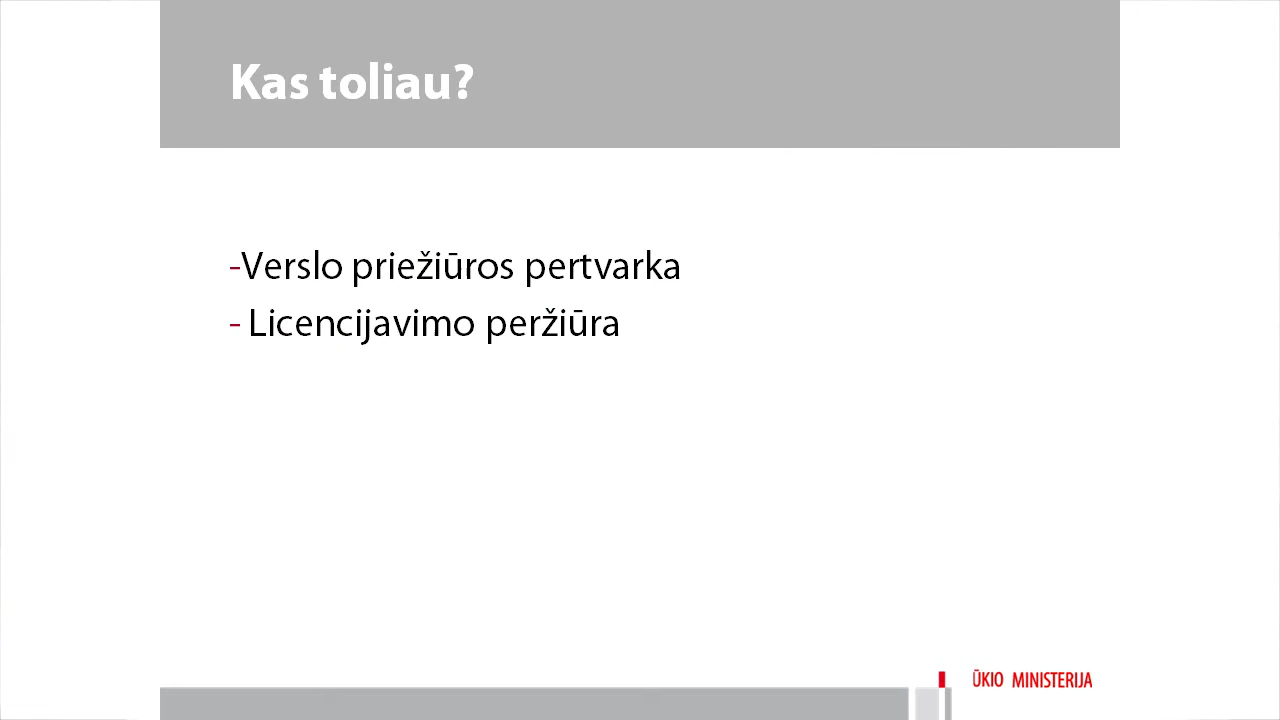 Kas toliau?
-Verslo priežiūros pertvarka
- Licencijavimo peržiūra
ŪKIO MINISTERIJA